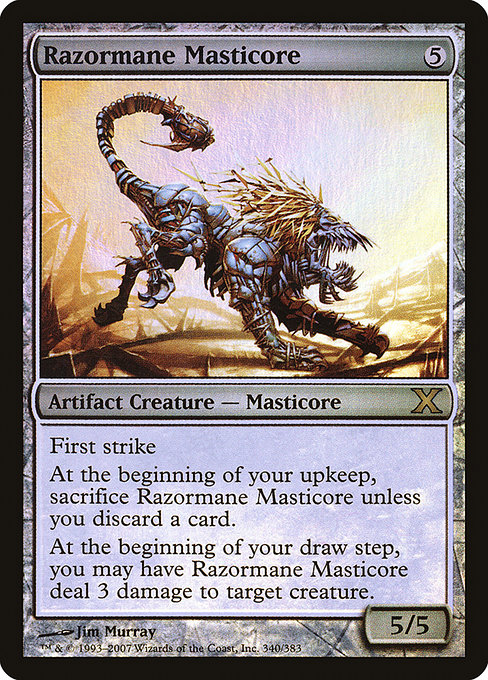 Razormane Masticore 5
Artifact Creature — Masticore X
First strike
At the beginning of your upkeep,
sacrifice Razormane Masticore unless
you discard a card.
At the beginning of your draw step,
you may have Razormane Masticore
deal 3 damage to target creature.
5/5
Jim Murray
™ & © 1993–2007 Wizards of the Coast, Inc. 340/383